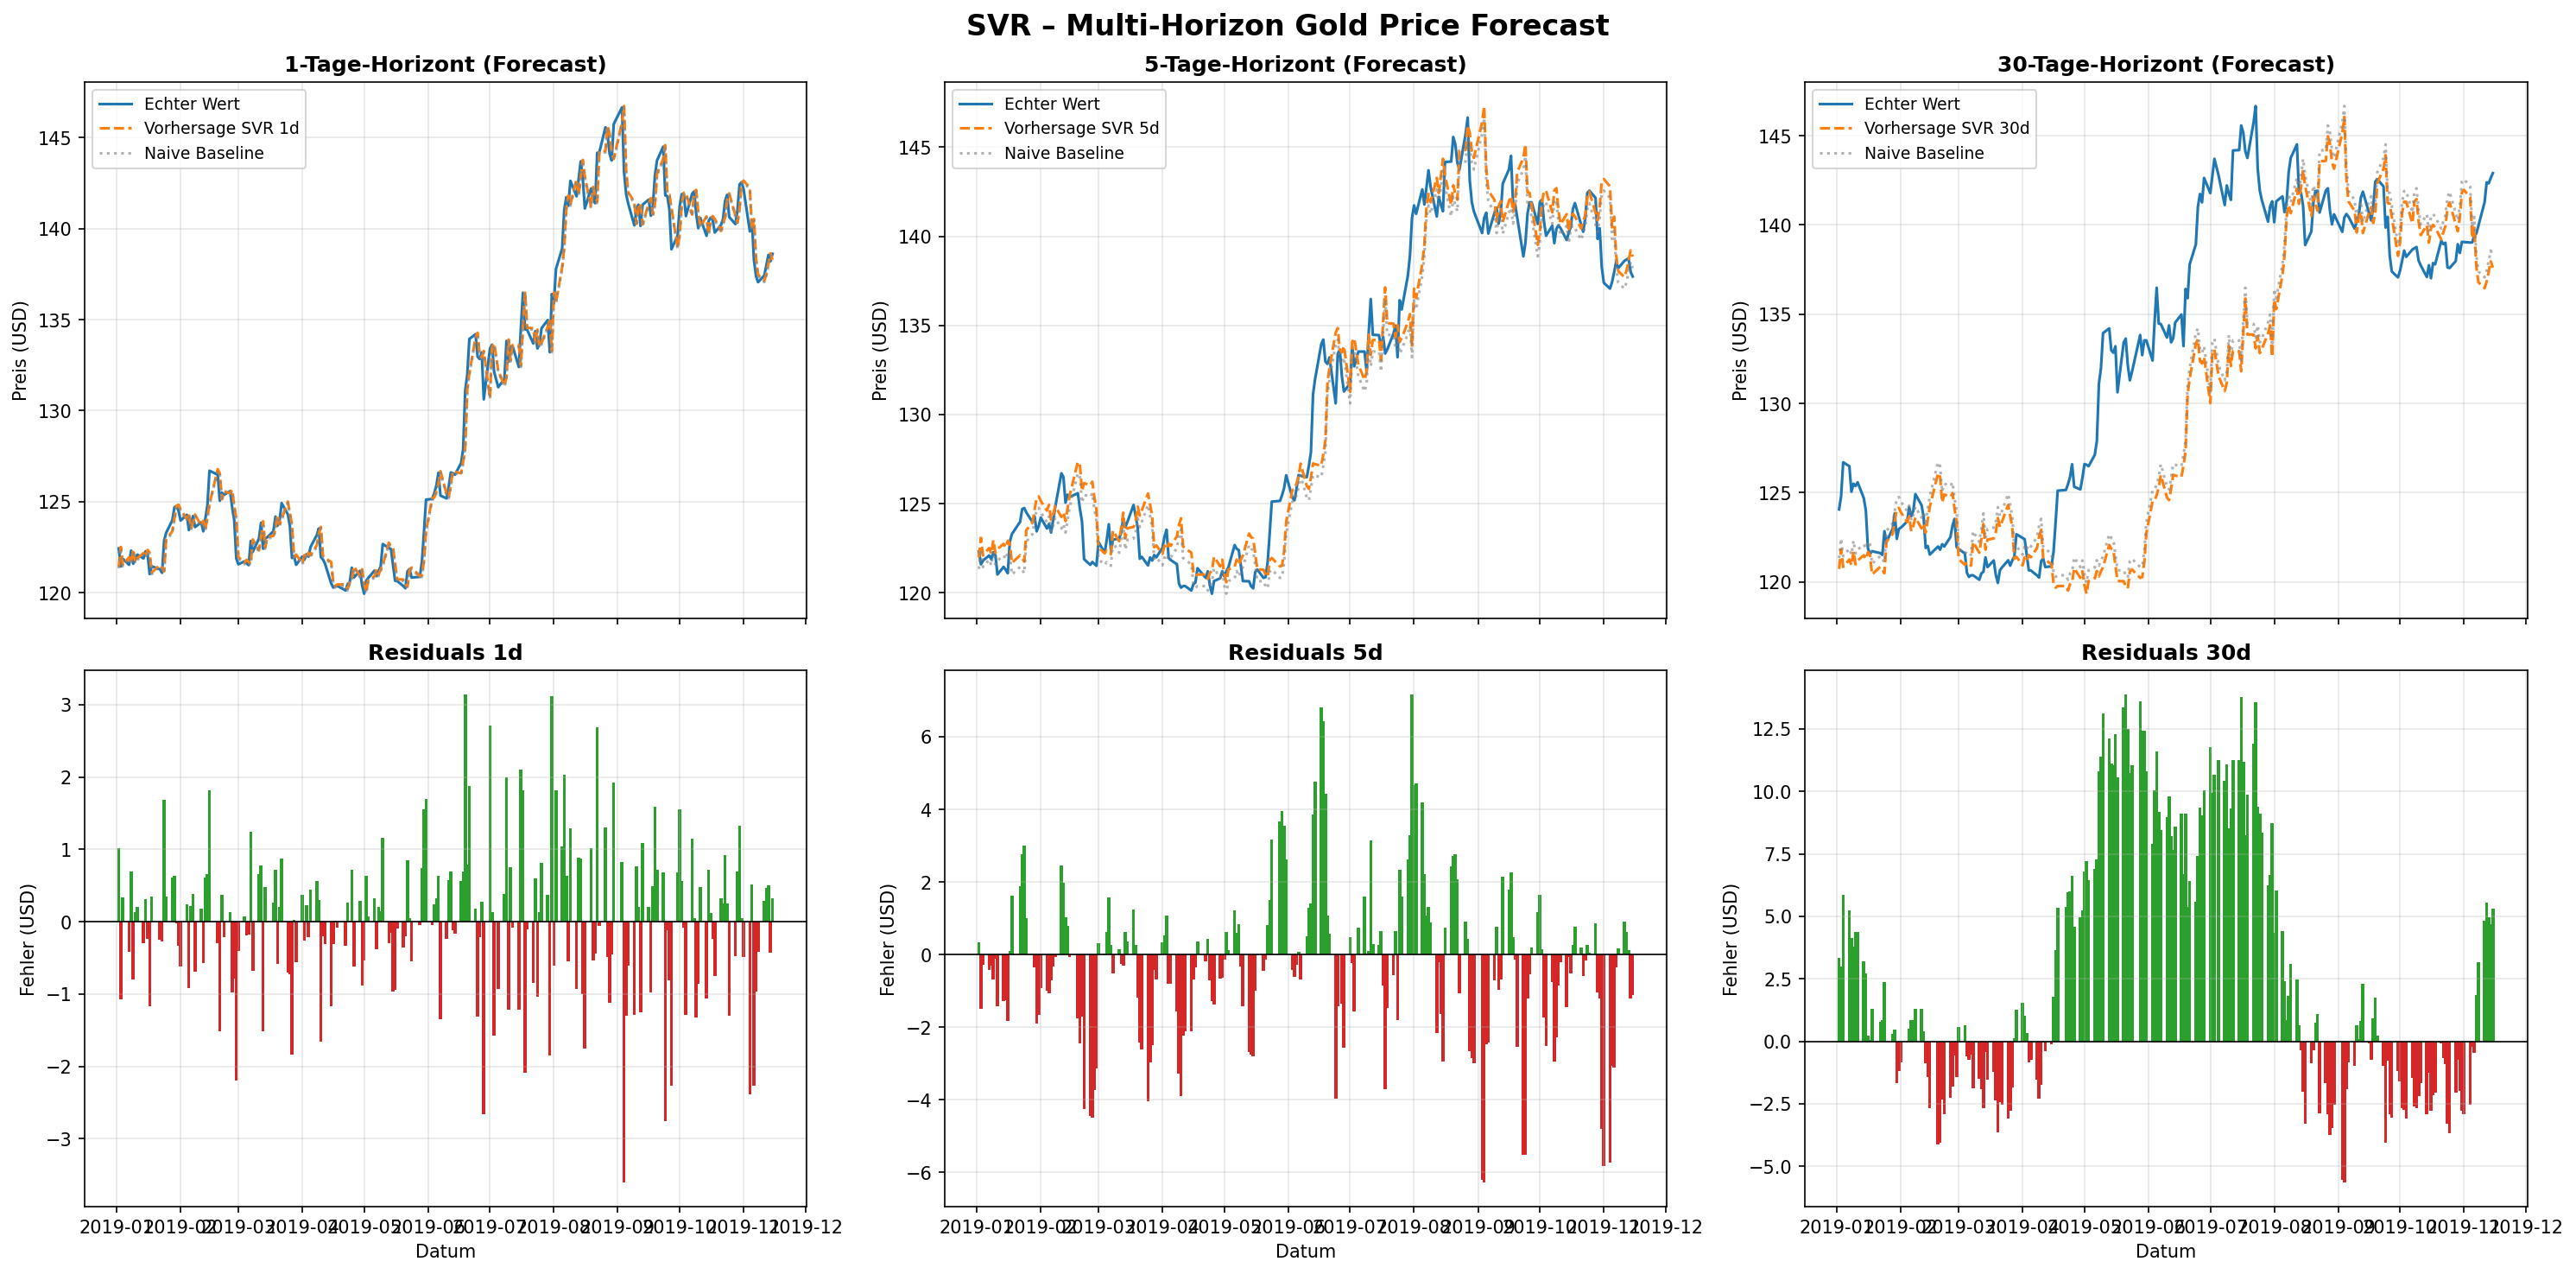 SVR – Multi-Horizon Gold Price Forecast
1-Tage-Horizont (Forecast)
Echter Wert
Vorhersage SVR 1d
Naive Baseline
Preis (USD)
145
140
135
130
125
120
5-Tage-Horizont (Forecast)
Echter Wert
Vorhersage SVR 5d
Naive Baseline
Preis (USD)
145
140
135
130
125
120
30-Tage-Horizont (Forecast)
Echter Wert
Vorhersage SVR 30d
Naive Baseline
Preis (USD)
145
140
135
130
125
120
Residuals 1d
Fehler (USD)
3
2
1
0
−1
−2
−3
2019-01 2019-02 2019-03 2019-04 2019-05 2019-06 2019-07 2019-08 2019-09 2019-10 2019-11 2019-12
Datum
Residuals 5d
Fehler (USD)
6
4
2
0
−2
−4
−6
2019-01 2019-02 2019-03 2019-04 2019-05 2019-06 2019-07 2019-08 2019-09 2019-10 2019-11 2019-12
Datum
Residuals 30d
Fehler (USD)
12.5
10.0
7.5
5.0
2.5
0.0
−2.5
−5.0
2019-01 2019-02 2019-03 2019-04 2019-05 2019-06 2019-07 2019-08 2019-09 2019-10 2019-11 2019-12
Datum